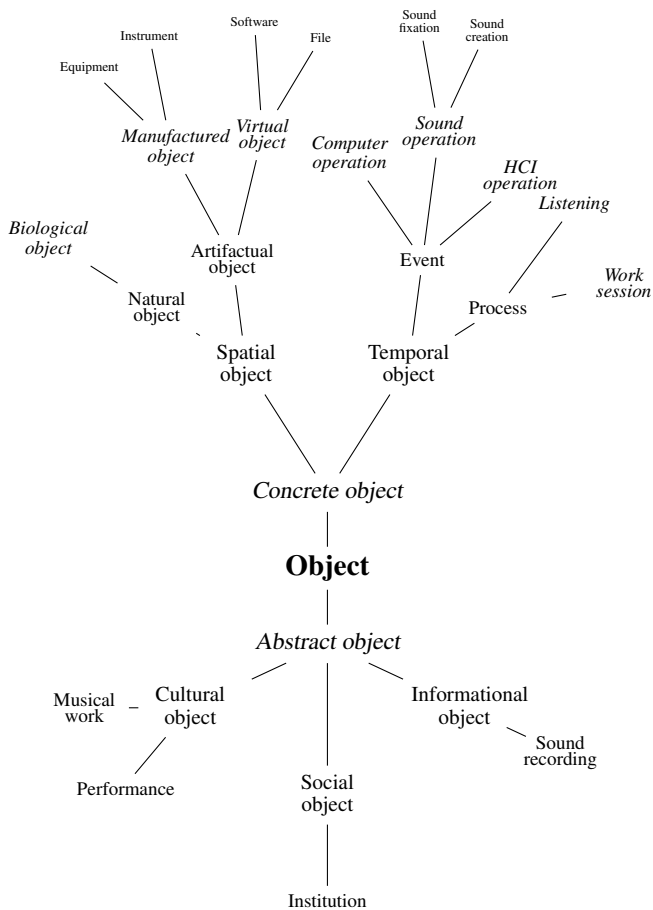 Sound
fixation
Sound
creation
Software
File
Instrument
Equipment
Manufactured
object
Virtual
object
Sound
operation
Computer
operation
HCI
operation
Listening
Biological
object
Artifactual
object
Event
Work
session
Natural
object
Process
Spatial
object
Temporal
object
Concrete object
Object
Abstract object
Musical
work
Cultural
object
Informational
object
Sound
recording
Performance
Social
object
Institution